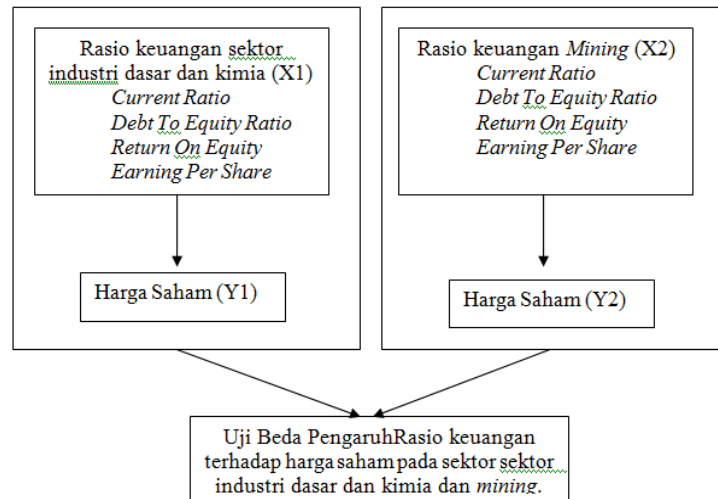 Rasio keuangan sektor
industri dasar dan kimia (X1)
Current Ratio
Debt To Equity Ratio
Return On Equity
Earning Per Share
Harga Saham (Y1)
Rasio keuangan Mining (X2)
Current Ratio
Debt To Equity Ratio
Return On Equity
Earning Per Share
Harga Saham (Y2)
Uji Beda PengaruhRasio keuangan
terhadap harga saham pada sektor sektor
industri dasar dan kimia dan mining.